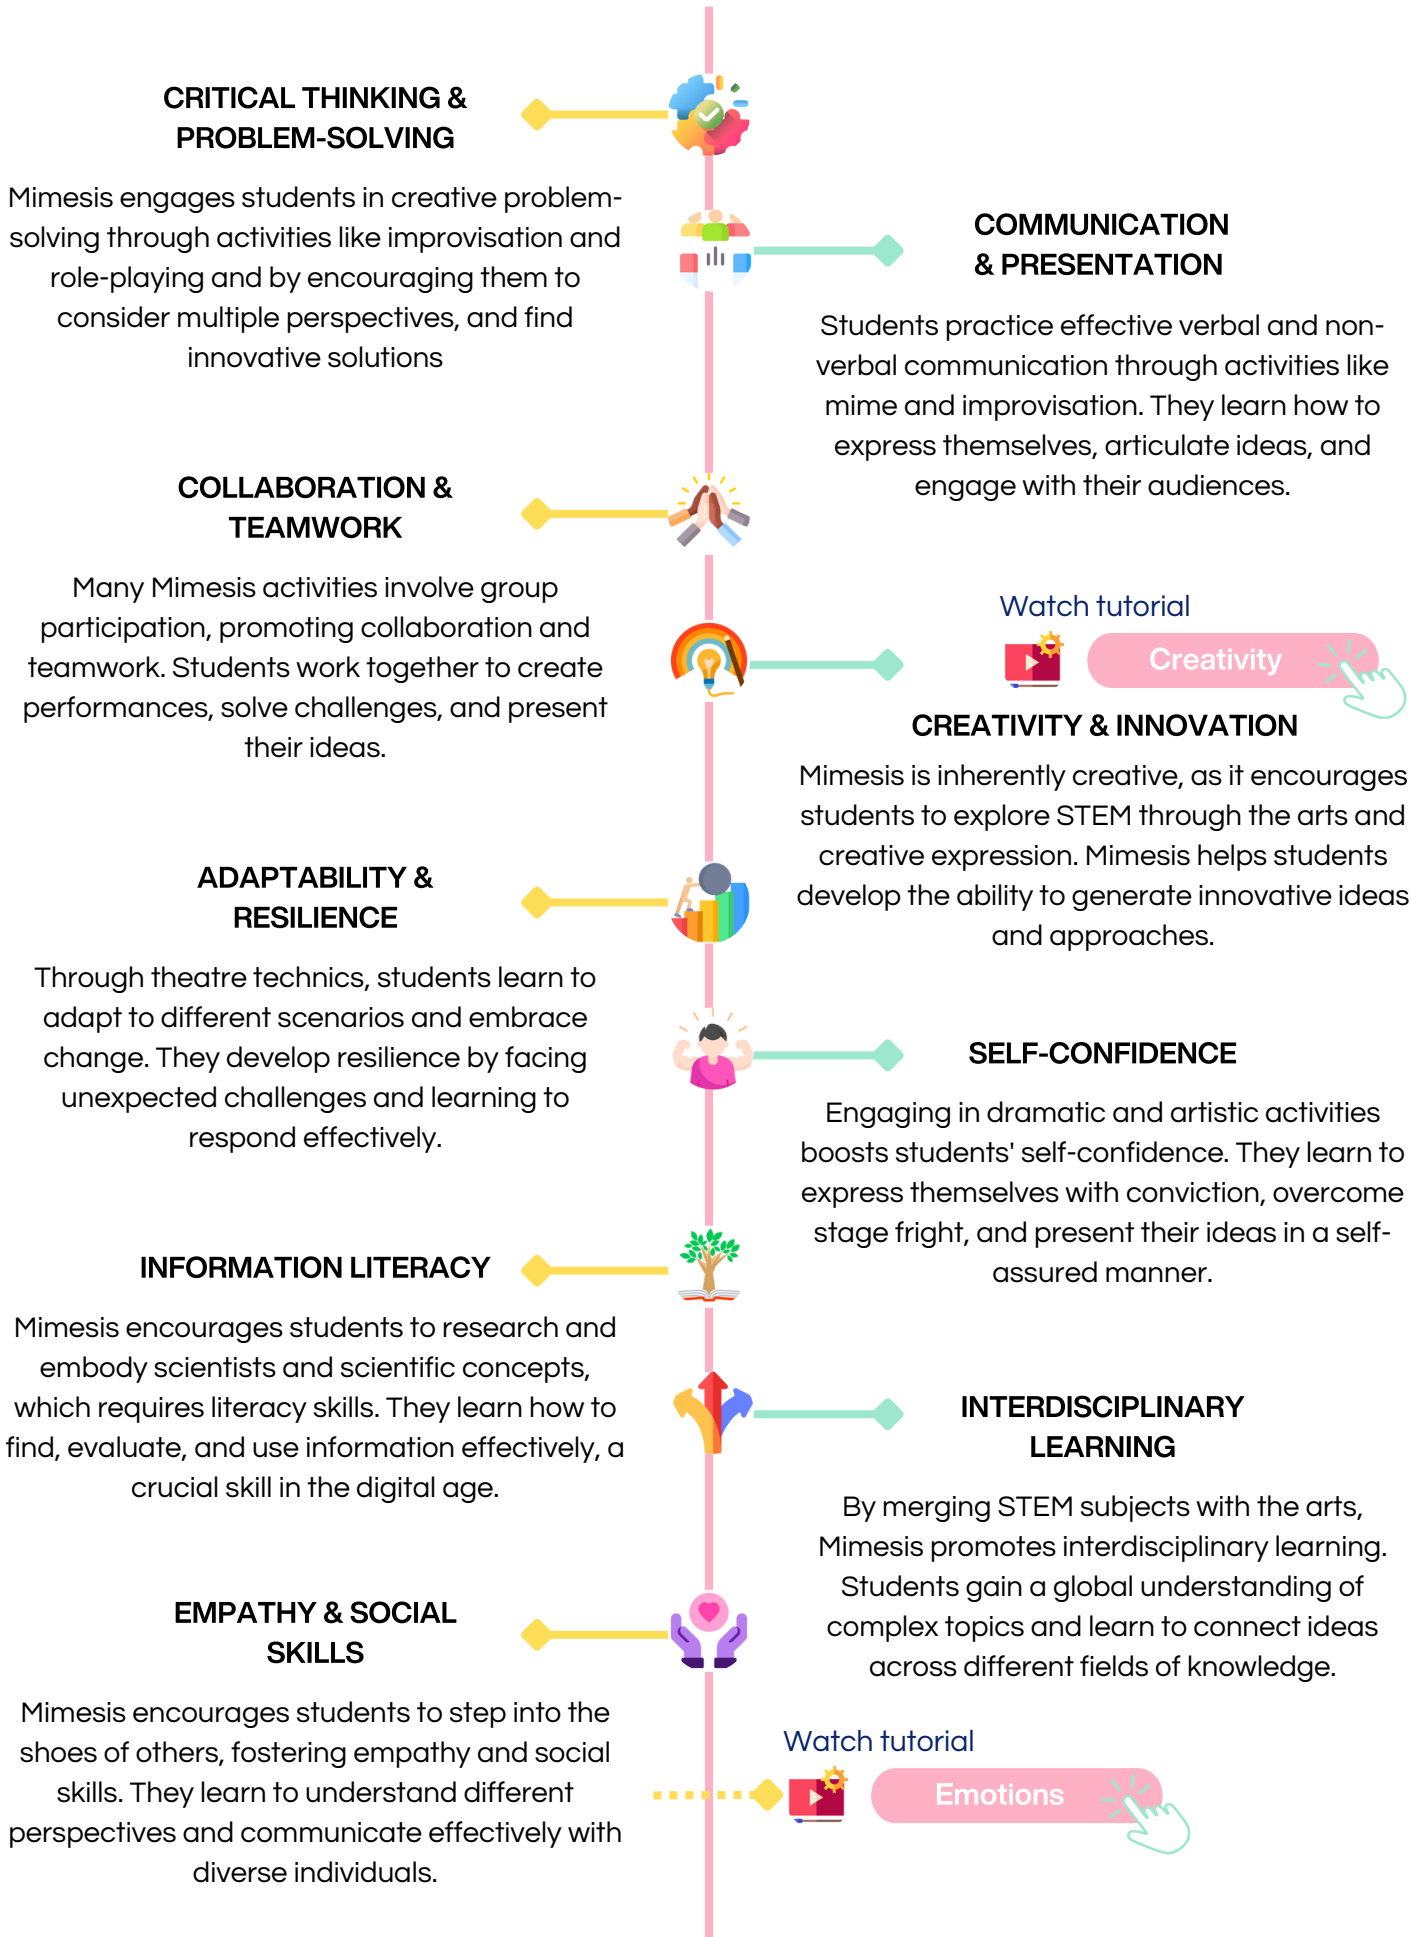 CRITICAL THINKING &
PROBLEM-SOLVING
Mimesis engages students in creative problem-
solving through activities like improvisation and
role-playing and by encouraging them to
consider multiple perspectives, and find
innovative solutions
COMMUNICATION
& PRESENTATION
Students practice effective verbal and non-
verbal communication through activities like
mime and improvisation. They learn how to
express themselves, articulate ideas, and
engage with their audiences.
COLLABORATION &
TEAMWORK
Many Mimesis activities involve group
participation, promoting collaboration and
teamwork. Students work together to create
performances, solve challenges, and present
their ideas.
Watch tutorial
Creativity
CREATIVITY & INNOVATION
Mimesis is inherently creative, as it encourages
students to explore STEM through the arts and
creative expression. Mimesis helps students
develop the ability to generate innovative ideas
and approaches.
ADAPTABILITY &
RESILIENCE
Through theatre technics, students learn to
adapt to different scenarios and embrace
change. They develop resilience by facing
unexpected challenges and learning to
respond effectively.
SELF-CONFIDENCE
Engaging in dramatic and artistic activities
boosts students' self-confidence. They learn to
express themselves with conviction, overcome
stage fright, and present their ideas in a self-
assured manner.
INFORMATION LITERACY
Mimesis encourages students to research and
embody scientists and scientific concepts,
which requires literacy skills. They learn how to
find, evaluate, and use information effectively, a
crucial skill in the digital age.
INTERDISCIPLINARY
LEARNING
By merging STEM subjects with the arts,
Mimesis promotes interdisciplinary learning.
Students gain a global understanding of
complex topics and learn to connect ideas
across different fields of knowledge.
EMPATHY & SOCIAL
SKILLS
Mimesis encourages students to step into the
shoes of others, fostering empathy and social
skills. They learn to understand different
perspectives and communicate effectively with
diverse individuals.
Watch tutorial
Emotions